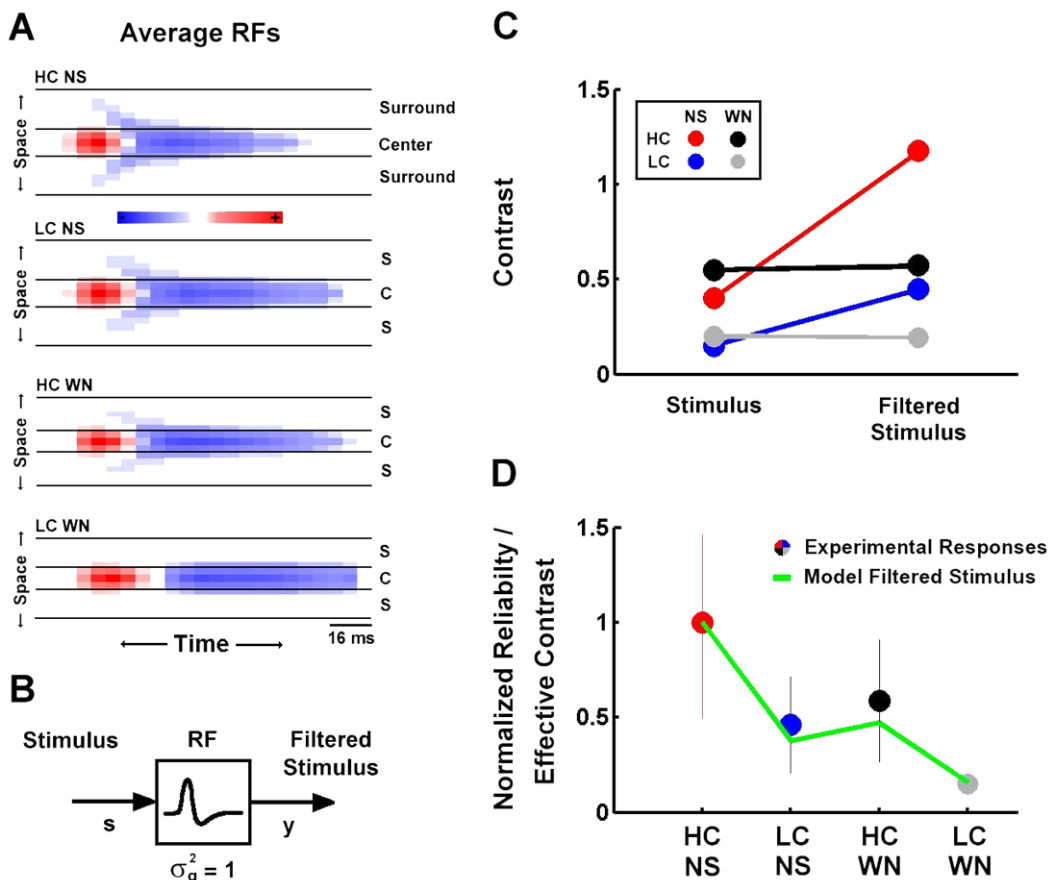 A
Average RFs
HC NS
← Space →
Surround
Center
Surround
- +
LC NS
← Space →
S
C
S
HC WN
← Space →
S
C
S
LC WN
← Space →
S
C
S
16 ms
← Time →
B
Stimulus RF Filtered
Stimulus
s y
σ²g = 1
C
Contrast
1.5
1
0.5
0
NS WN
HC
LC
Stimulus Filtered
Stimulus
D
Normalized Reliabilty /
Effective Contrast
1.5
1
0.5
0
Experimental Responses
Model Filtered Stimulus
HC LC HC LC
NS NS WN WN